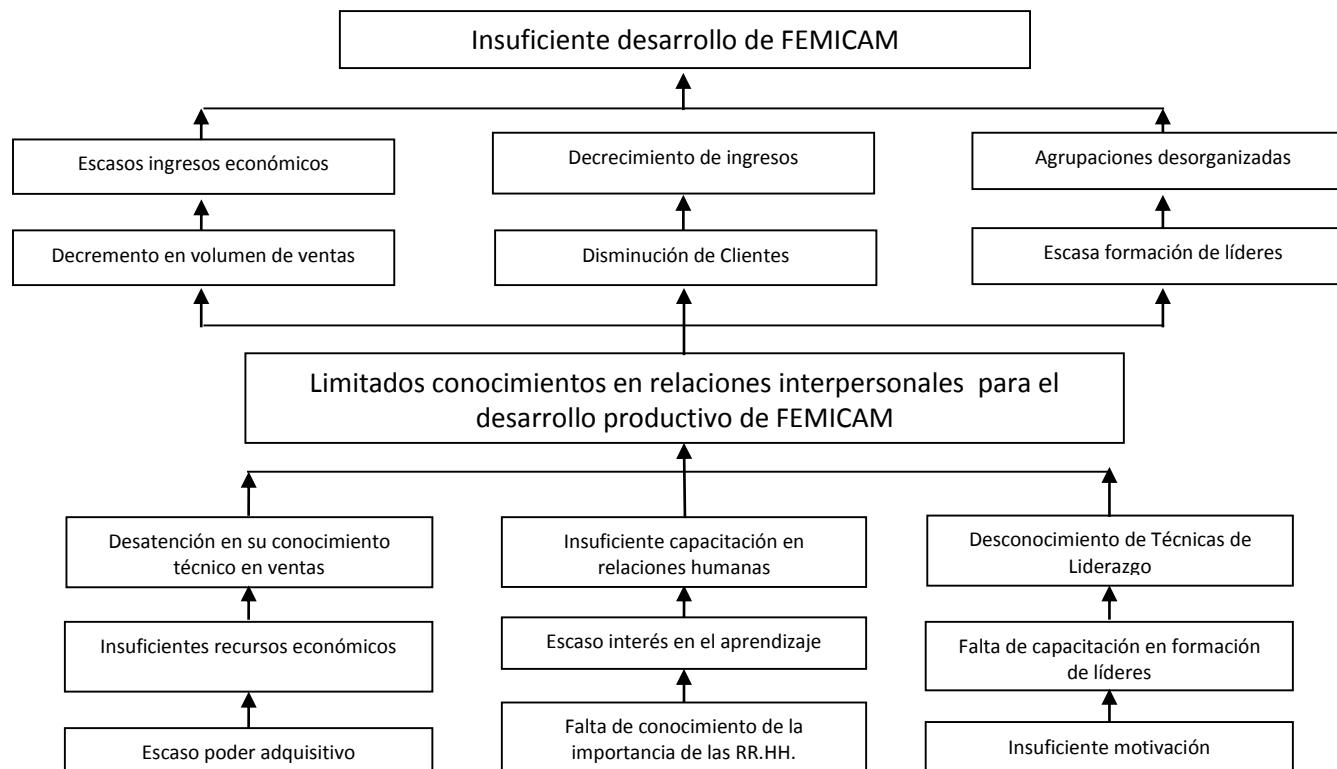 Insuficiente desarrollo de FEMICAM
Escasos ingresos económicos
Decrecimiento de ingresos
Agrupaciones desorganizadas
Decremento en volumen de ventas
Disminución de Clientes
Escasa formación de líderes
Limitados conocimientos en relaciones interpersonales para el
desarrollo productivo de FEMICAM
Desatención en su conocimiento
técnico en ventas
Insuficiente capacitación en
relaciones humanas
Desconocimiento de Técnicas de
Liderazgo
Insuficientes recursos económicos
Escaso interés en el aprendizaje
Falta de capacitación en formación
de líderes
Escaso poder adquisitivo
Falta de conocimiento de la
importancia de las RR.HH.
Insuficiente motivación